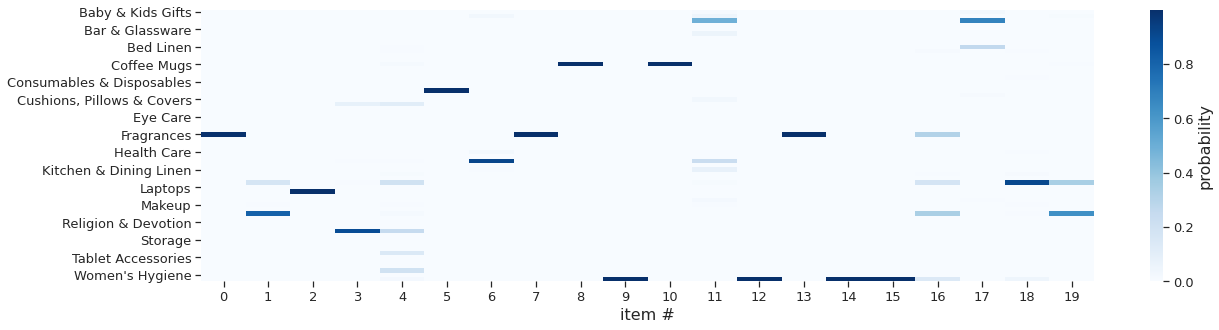 Baby & Kids Gifts
Bar & Glassware
Bed Linen
Coffee Mugs
Consumables & Disposables
Cushions, Pillows & Covers
Eye Care
Fragrances
Health Care
Kitchen & Dining Linen
Laptops
Makeup
Religion & Devotion
Storage
Tablet Accessories
Women's Hygiene
0 1 2 3 4 5 6 7 8 9 10 11 12 13 14 15 16 17 18 19
item #
0.8
0.6
0.4
0.2
0.0
probability